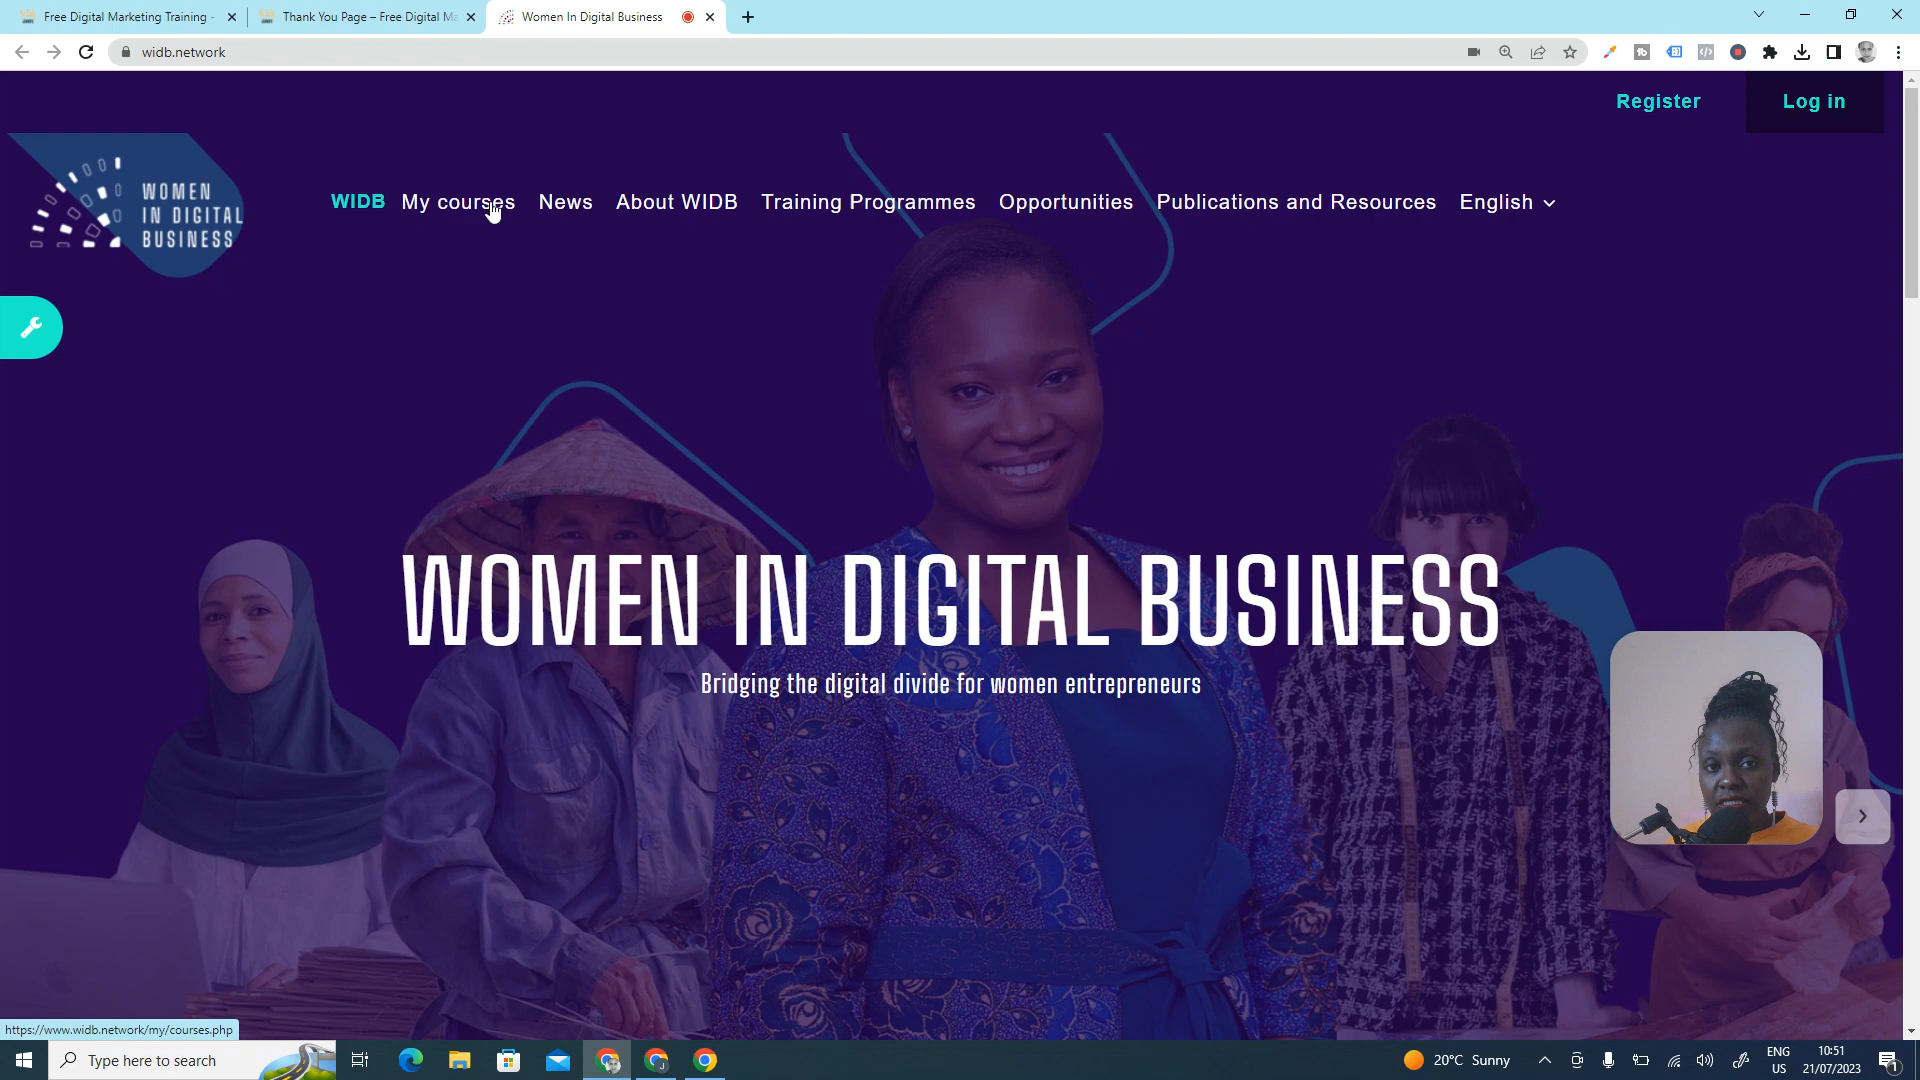 Free Digital Marketing Training -
Thank You Page – Free Digital Ma
Women In Digital Business
widb.network
Register
Log in
WOMEN
IN DIGITAL
BUSINESS
WIDB
My courses
News
About WIDB
Training Programmes
Opportunities
Publications and Resources
English
WOMEN IN DIGITAL BUSINESS
Bridging the digital divide for women entrepreneurs
https://www.widb.network/my/courses.php
Type here to search
20°C Sunny
ENG
US
10:51
21/07/2023